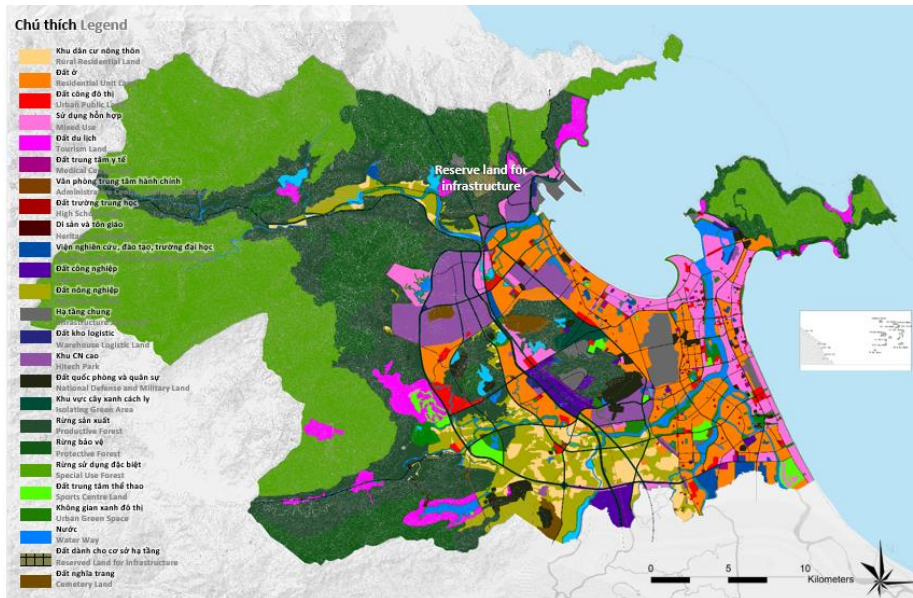 Chú thích Legend
Khu dân cư nông thôn
Rural Residential Land
Đất ở
Residential Unit
Đất công đô thị
Urban Public
Sử dụng hỗn hợp
Mixed Use
Đất du lịch
Tourism Land
Đất trung tâm y tế
Medical
Văn phòng trung tâm hành chính
Đất trường trung học
High
Di sản và tôn giáo
Viện nghiên cứu, đào tạo, trường đại học
Đất công nghiệp
Đất nông nghiệp
Hạ tầng chung
Infrastructure
Đất kho logistic
Warehouse Logistic Land
Khu CN cao
Hitech Park
Đất quốc phòng và quân sự
National Defense and Military Land
Khu vực cây xanh cách ly
Isolating Green Area
Rừng sản xuất
Productive Forest
Rừng bảo vệ
Protective Forest
Rừng sử dụng đặc biệt
Special Use Forest
Đất trung tâm thể thao
Sports Centre Land
Không gian xanh đô thị
Urban Green Space
Nước
Water Way
Đất dành cho cơ sở hạ tầng
Reserved Land for Infrastructure
Đất nghĩa trang
Cemetery Land
Reserve land for
infrastructure
0 5 10
Kilometers